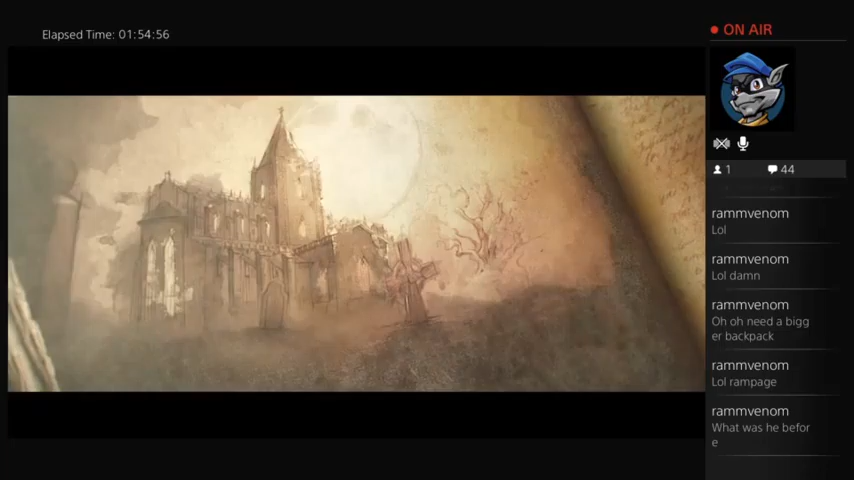 Elapsed Time: 01:54:56
ON AIR
1
44
rammvenom
Lol
rammvenom
Lol damn
rammvenom
Oh oh need a bigg
er backpack
rammvenom
Lol rampage
rammvenom
What was he befor
e